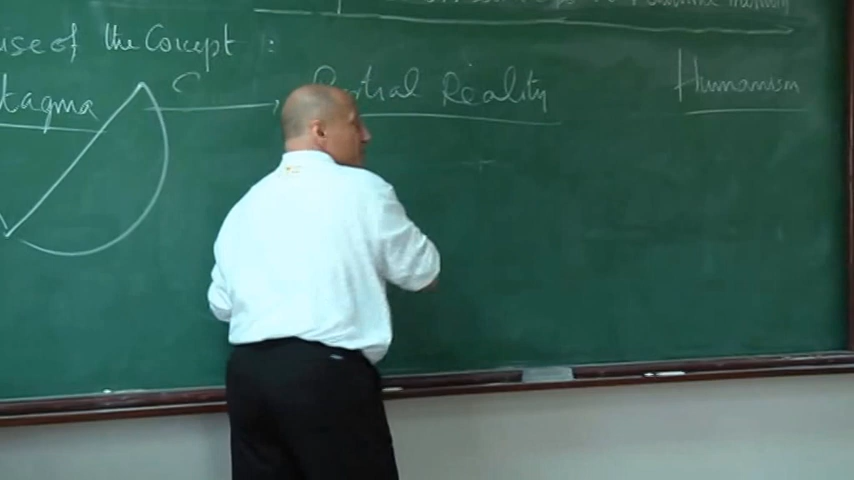 use of the Concept :
tagma C Partial Reality Humanism